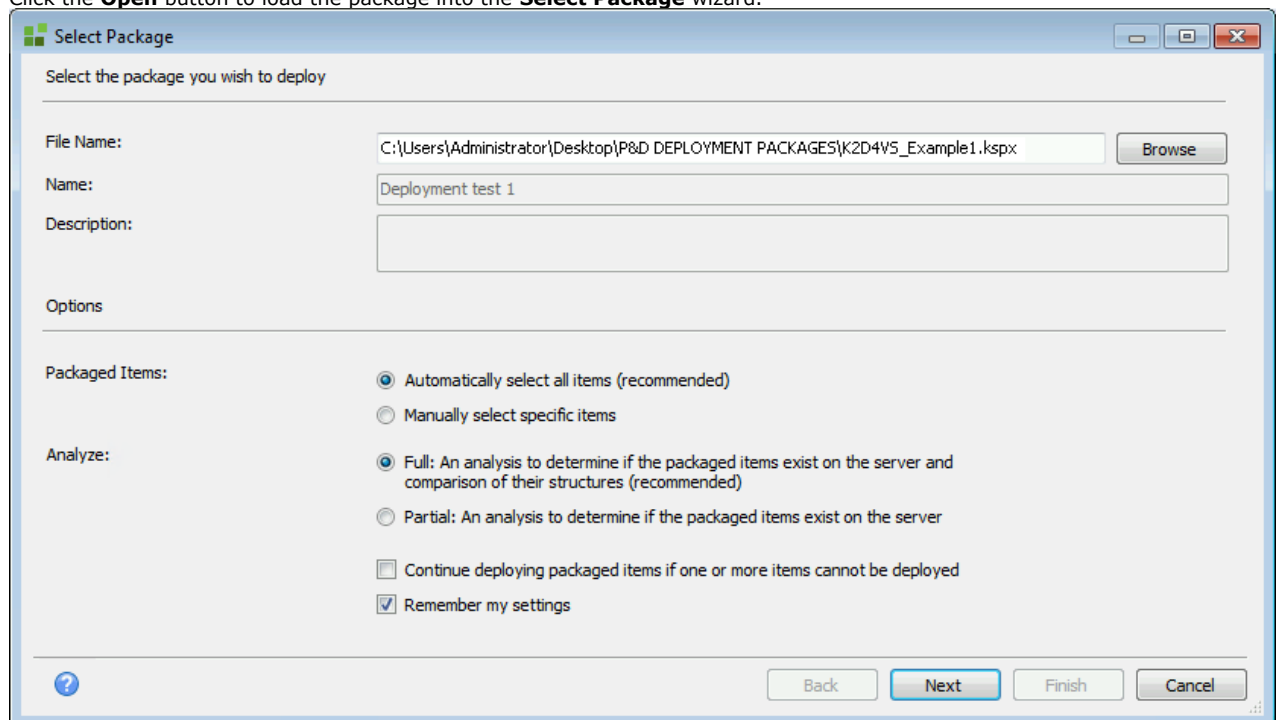 Click the Open button to load the package into the Select Package wizard.
Select Package
Select the package you wish to deploy
File Name:
C:\Users\Administrator\Desktop\P&D DEPLOYMENT PACKAGES\K2D4VS_Example1.kspx
Browse
Name:
Deployment test 1
Description:
Options
Packaged Items:
Automatically select all items (recommended)
Manually select specific items
Analyze:
Full: An analysis to determine if the packaged items exist on the server and
comparison of their structures (recommended)
Partial: An analysis to determine if the packaged items exist on the server
Continue deploying packaged items if one or more items cannot be deployed
Remember my settings
?
Back
Next
Finish
Cancel